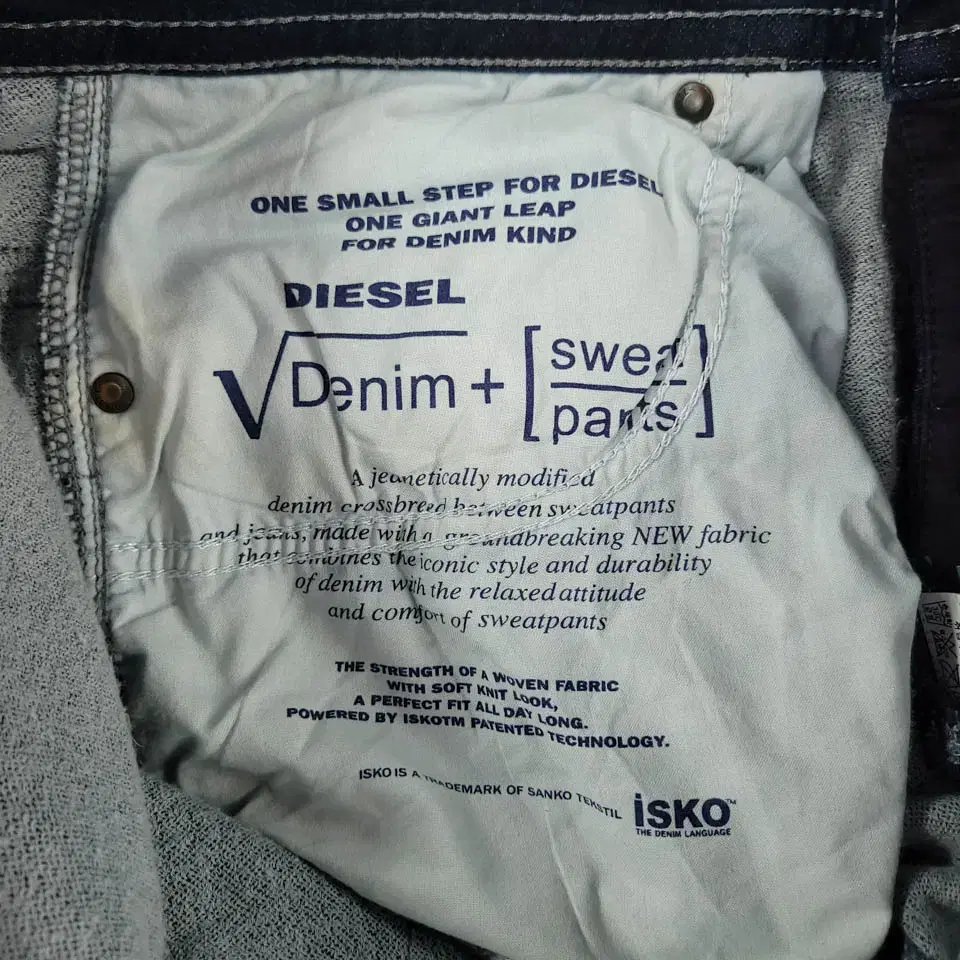 ONE SMALL STEP FOR DIESEL
ONE GIANT LEAP
FOR DENIM KIND
DIESEL
√Denim + [sweat
pants]
A jeanetically modified
denim crossbreed between sweatpants
and jeans, made with a groundbreaking NEW fabric
that combines the iconic style and durability
of denim with the relaxed attitude
and comfort of sweatpants
THE STRENGTH OF A WOVEN FABRIC
WITH SOFT KNIT LOOK,
A PERFECT FIT ALL DAY LONG.
POWERED BY ISKOTM PATENTED TECHNOLOGY.
ISKO IS A TRADEMARK OF SANKO TEKSTIL
iSKO™
THE DENIM LANGUAGE